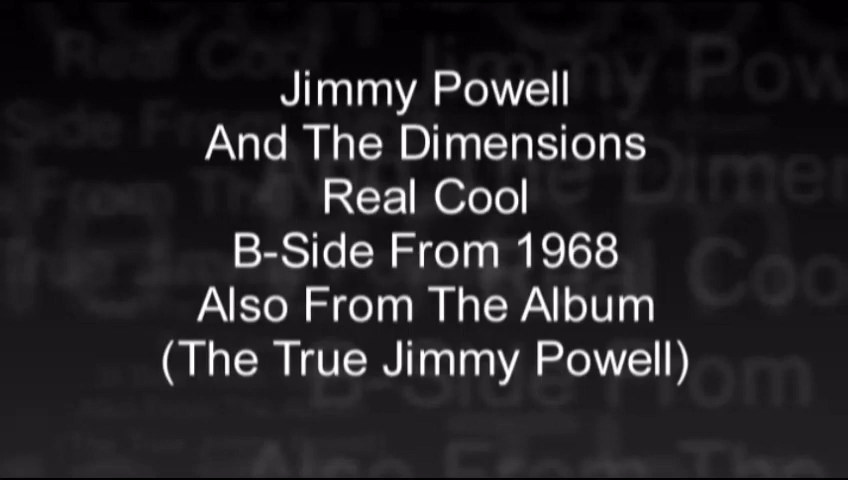 Jimmy Powell
And The Dimensions
Real Cool
B-Side From 1968
Also From The Album
(The True Jimmy Powell)